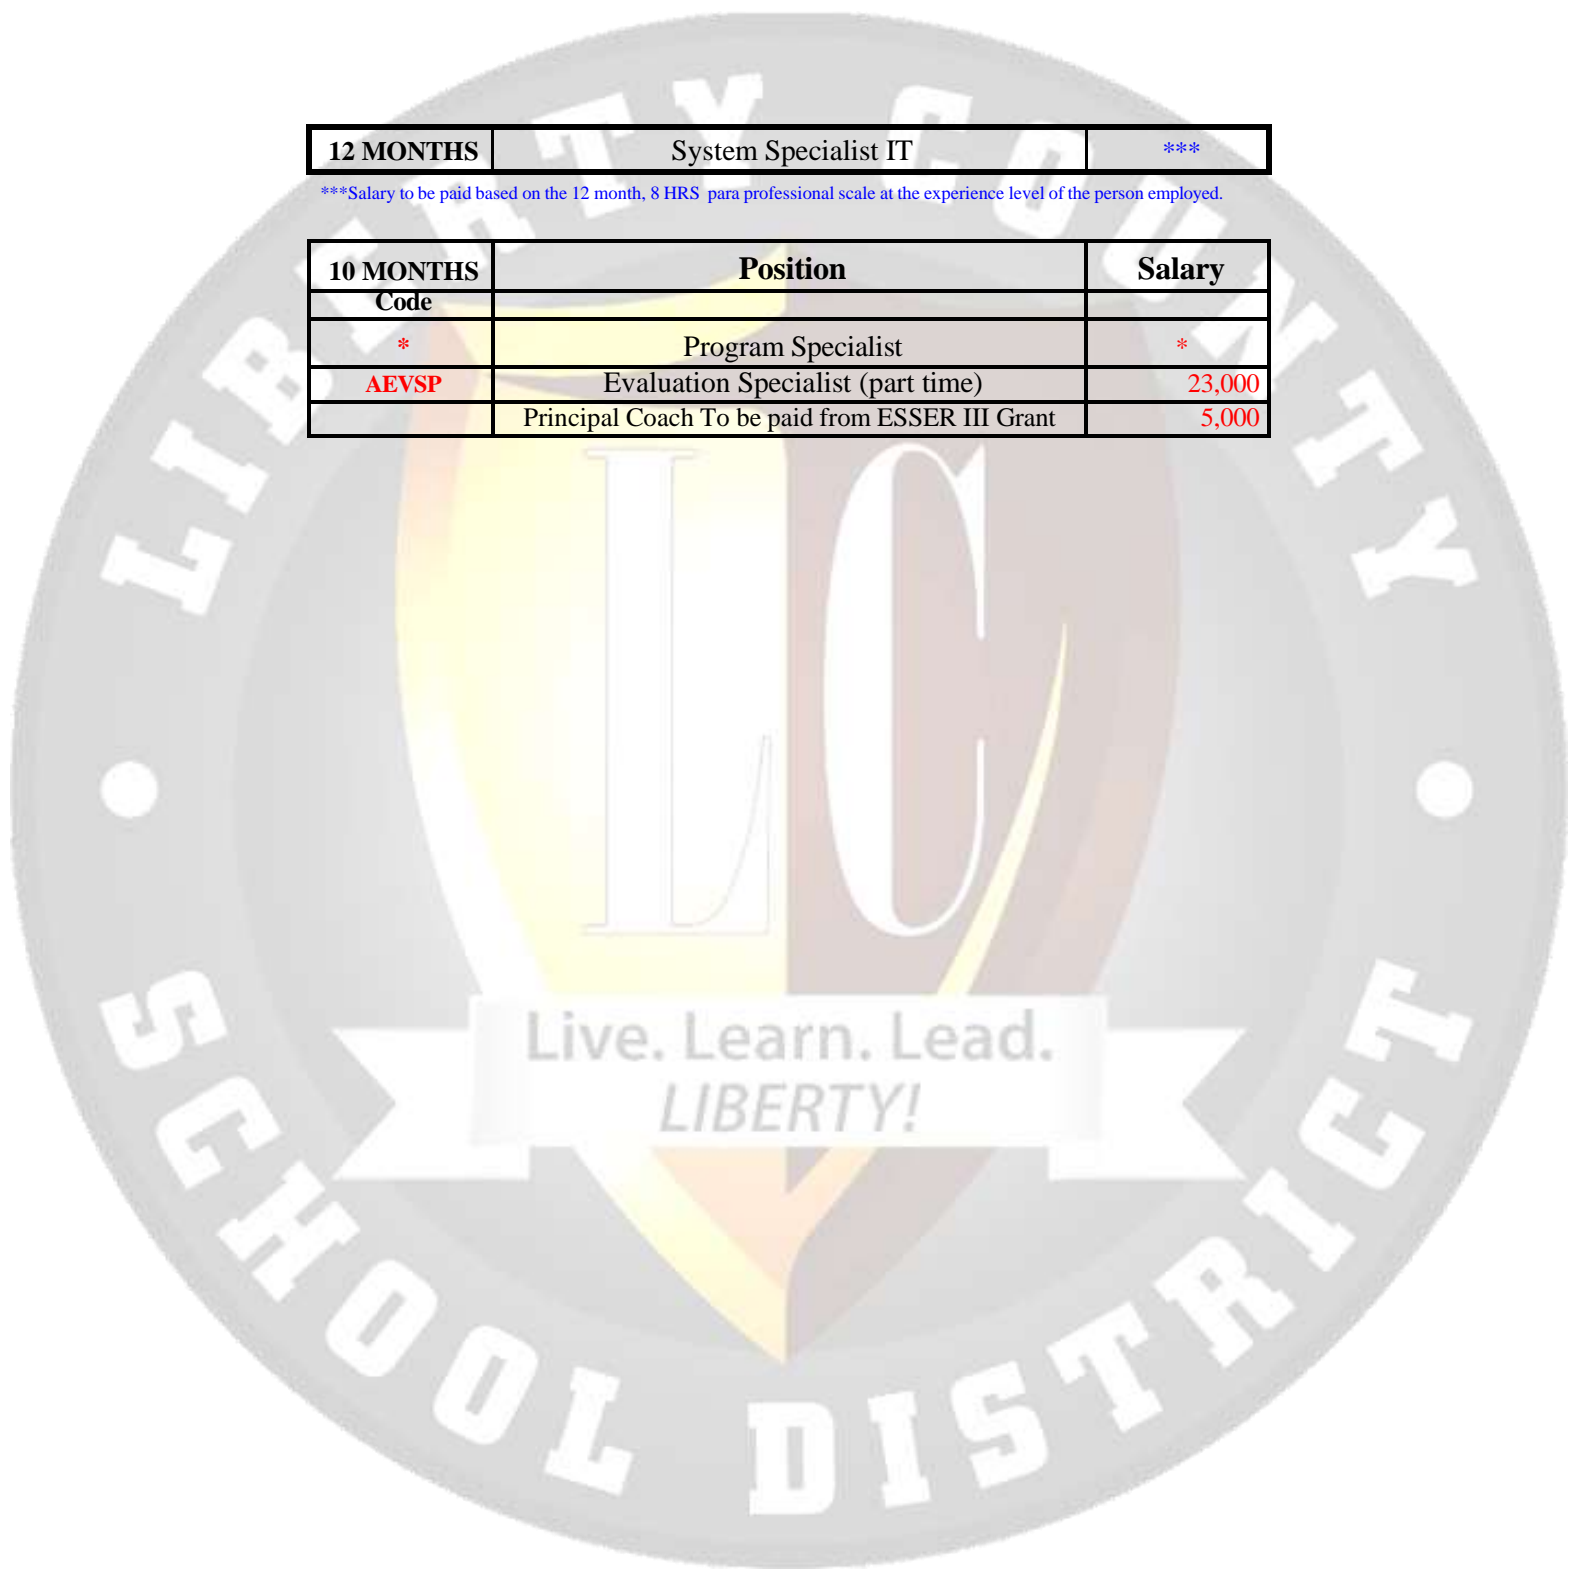 12 MONTHS System Specialist IT ***
***Salary to be paid based on the 12 month, 8 HRS para professional scale at the experience level of the person employed.
10 MONTHS Position Salary
Code
* Program Specialist *
AEVSP Evaluation Specialist (part time) 23,000
Principal Coach To be paid from ESSER III Grant 5,000
LIBERTY COUNTY
LC
Live. Learn. Lead.
LIBERTY!
SCHOOL DISTRICT